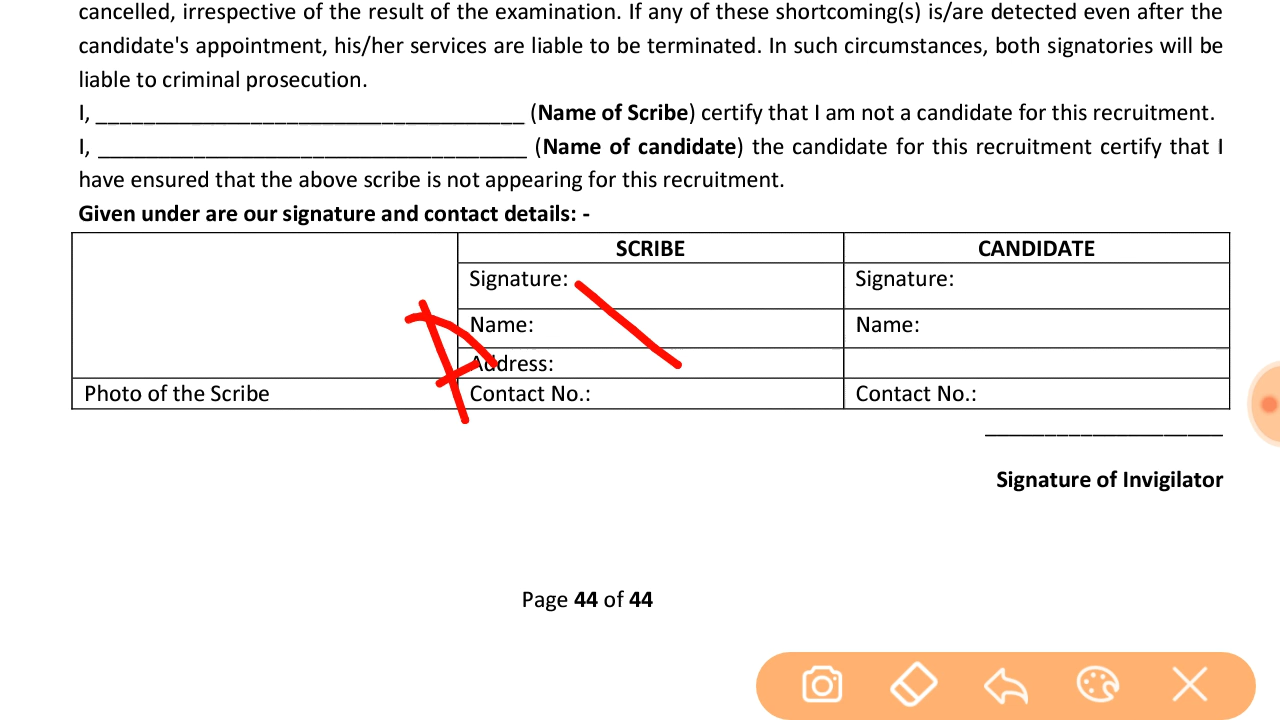 cancelled, irrespective of the result of the examination. If any of these shortcoming(s) is/are detected even after the
candidate's appointment, his/her services are liable to be terminated. In such circumstances, both signatories will be
liable to criminal prosecution.
I, ____________________________________ (Name of Scribe) certify that I am not a candidate for this recruitment.
I, ____________________________________ (Name of candidate) the candidate for this recruitment certify that I
have ensured that the above scribe is not appearing for this recruitment.
Given under are our signature and contact details: -
SCRIBE CANDIDATE
Signature: Signature:
Name: Name:
Address:
Photo of the Scribe Contact No.: Contact No.:
____________________
Signature of Invigilator
Page 44 of 44